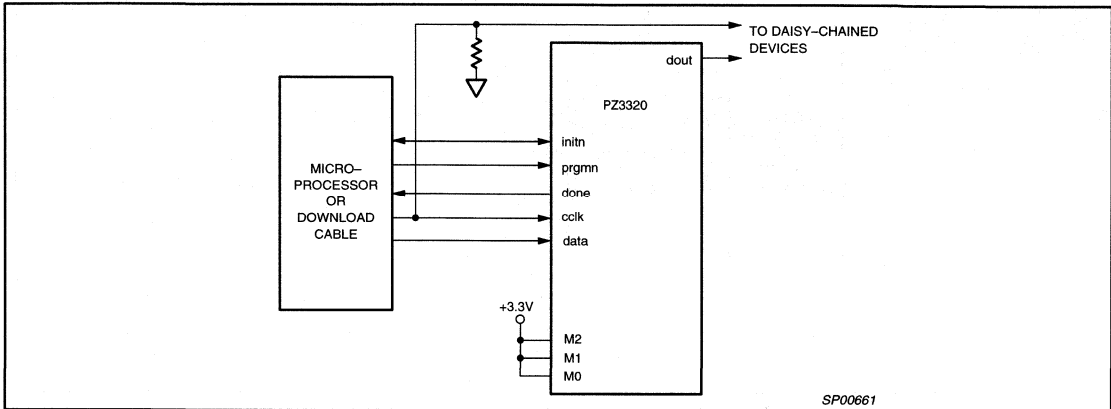 TO DAISY–CHAINED
DEVICES
dout
PZ3320
MICRO–
PROCESSOR
OR
DOWNLOAD
CABLE
initn
prgmn
done
cclk
data
+3.3V
M2
M1
M0
SP00661